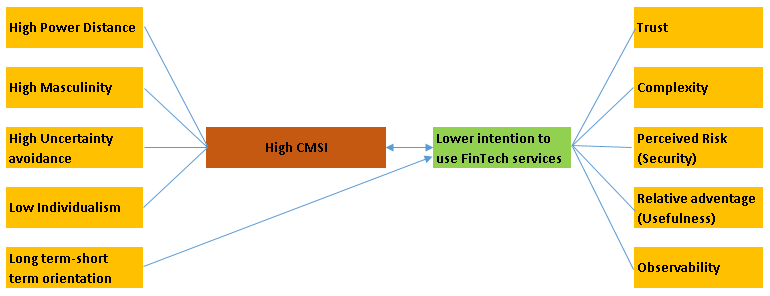 High Power Distance
High Masculinity
High Uncertainty
avoidance
Low Individualism
Long term-short
term orientation
High CMSI
Lower intention to
use FinTech services
Trust
Complexity
Perceived Risk
(Security)
Relative adventage
(Usefulness)
Observability